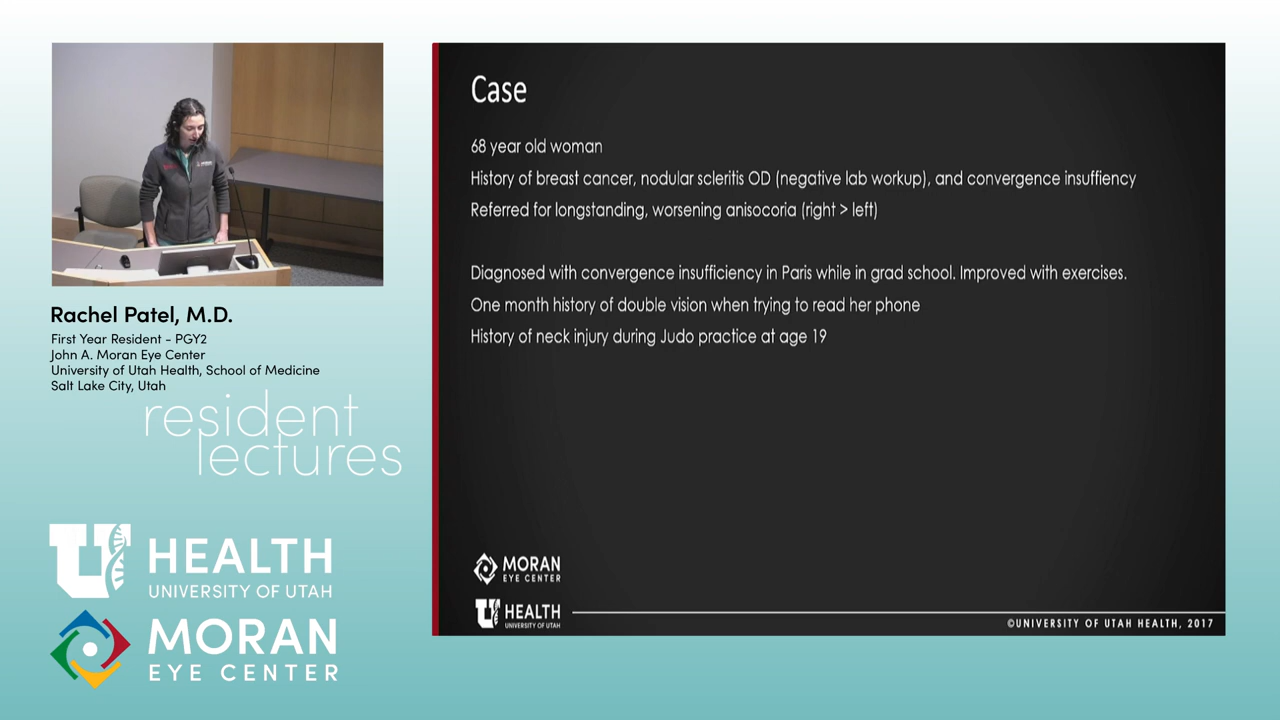 Case
68 year old woman
History of breast cancer, nodular scleritis OD (negative lab workup), and convergence insuffiency
Referred for longstanding, worsening anisocoria (right > left)
Diagnosed with convergence insufficiency in Paris while in grad school. Improved with exercises.
One month history of double vision when trying to read her phone
History of neck injury during Judo practice at age 19
MORAN
EYE CENTER
U HEALTH
UNIVERSITY OF UTAH
©UNIVERSITY OF UTAH HEALTH, 2017
Rachel Patel, M.D.
First Year Resident - PGY2
John A. Moran Eye Center
University of Utah Health, School of Medicine
Salt Lake City, Utah
resident
lectures
U HEALTH
UNIVERSITY OF UTAH
MORAN
EYE CENTER